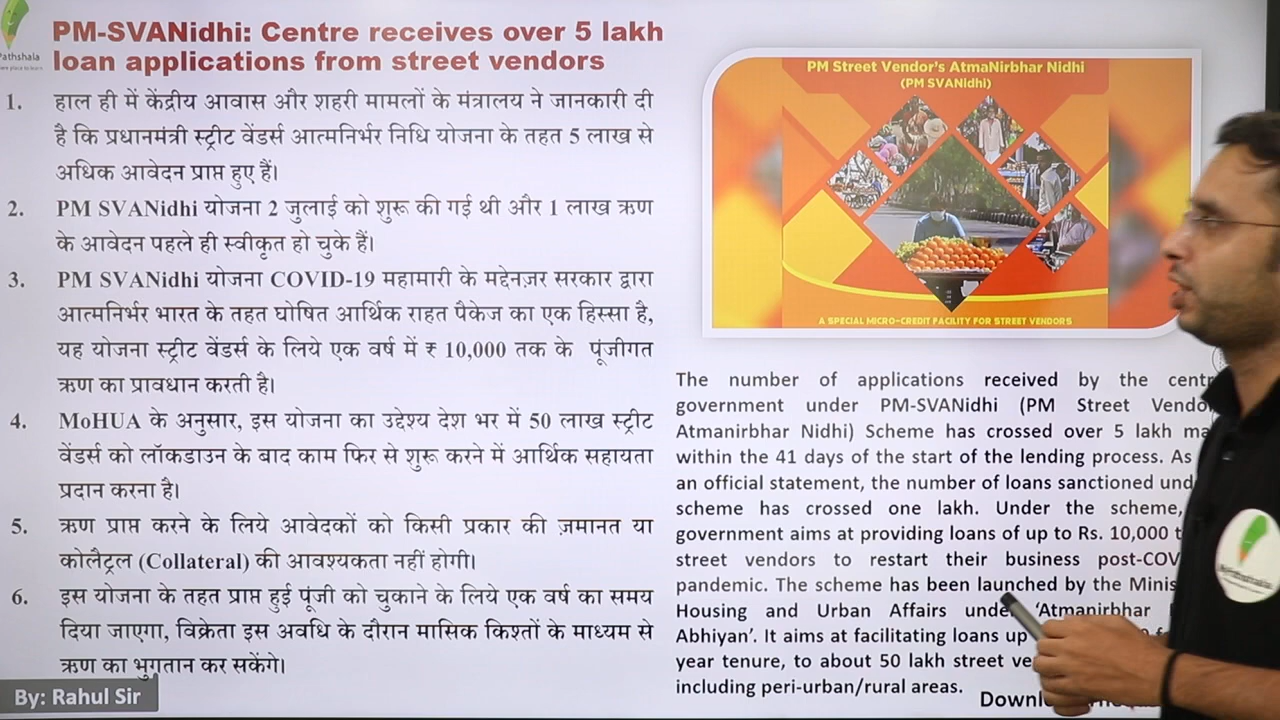 Pathshala
PM-SVANidhi: Centre receives over 5 lakh
loan applications from street vendors
1. हाल ही में केंद्रीय आवास और शहरी मामलों के मंत्रालय ने जानकारी दी
है कि प्रधानमंत्री स्ट्रीट वेंडर्स आत्मनिर्भर निधि योजना के तहत 5 लाख से
अधिक आवेदन प्राप्त हुए हैं।
2. PM SVANidhi योजना 2 जुलाई को शुरू की गई थी और 1 लाख ऋण
के आवेदन पहले ही स्वीकृत हो चुके हैं।
3. PM SVANidhi योजना COVID-19 महामारी के मद्देनज़र सरकार द्वारा
आत्मनिर्भर भारत के तहत घोषित आर्थिक राहत पैकेज का एक हिस्सा है,
यह योजना स्ट्रीट वेंडर्स के लिये एक वर्ष में ₹ 10,000 तक के पूंजीगत
ऋण का प्रावधान करती है।
4. MoHUA के अनुसार, इस योजना का उद्देश्य देश भर में 50 लाख स्ट्रीट
वेंडर्स को लॉकडाउन के बाद काम फिर से शुरू करने में आर्थिक सहायता
प्रदान करना है।
5. ऋण प्राप्त करने के लिये आवेदकों को किसी प्रकार की ज़मानत या
कोलैट्रल (Collateral) की आवश्यकता नहीं होगी।
6. इस योजना के तहत प्राप्त हुई पूंजी को चुकाने के लिये एक वर्ष का समय
दिया जाएगा, विक्रेता इस अवधि के दौरान मासिक किश्तों के माध्यम से
ऋण का भुगतान कर सकेंगे।
By: Rahul Sir
PM Street Vendor's AtmaNirbhar Nidhi
(PM SVANidhi)
A SPECIAL MICRO-CREDIT FACILITY FOR STREET VENDORS
The number of applications received by the
government under PM-SVANidhi (PM Street
Atmanirbhar Nidhi) Scheme has crossed over 5 lakh
within the 41 days of the start of the lending process. As
an official statement, the number of loans sanctioned
scheme has crossed one lakh. Under the scheme,
government aims at providing loans of up to Rs. 10,000
street vendors to restart their business
pandemic. The scheme has been launched by the
Housing and Urban Affairs 'Atmanirbhar
Abhiyan'. It aims at facilitating loans up
year tenure, to about 50 lakh street
including peri-urban/rural areas.